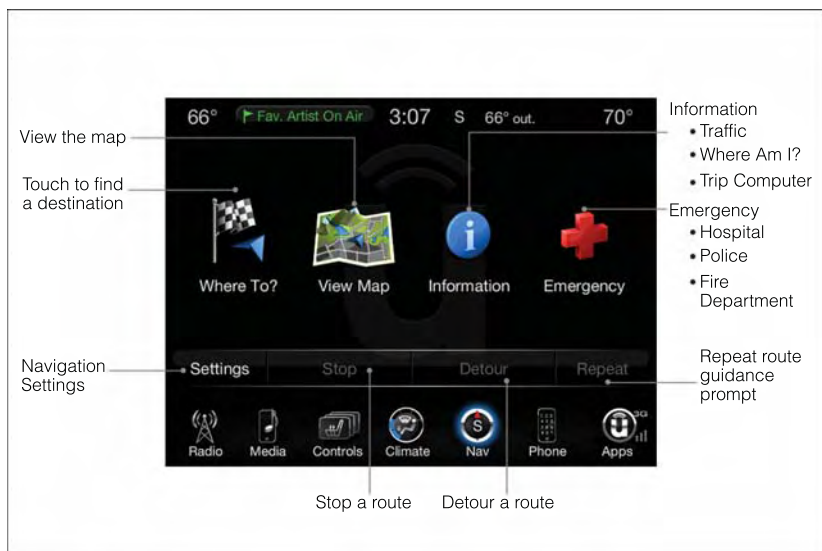 66° Fav. Artist On Air 3:07 S 66° out. 70°
View the map
Touch to find
a destination
Information
• Traffic
• Where Am I?
• Trip Computer
Emergency
• Hospital
• Police
• Fire
Department
i
Where To? View Map Information Emergency
Navigation
Settings
Settings Stop Detour Repeat
Repeat route
guidance
prompt
S
3G
Radio Media Controls Climate Nav Phone Apps
Stop a route Detour a route